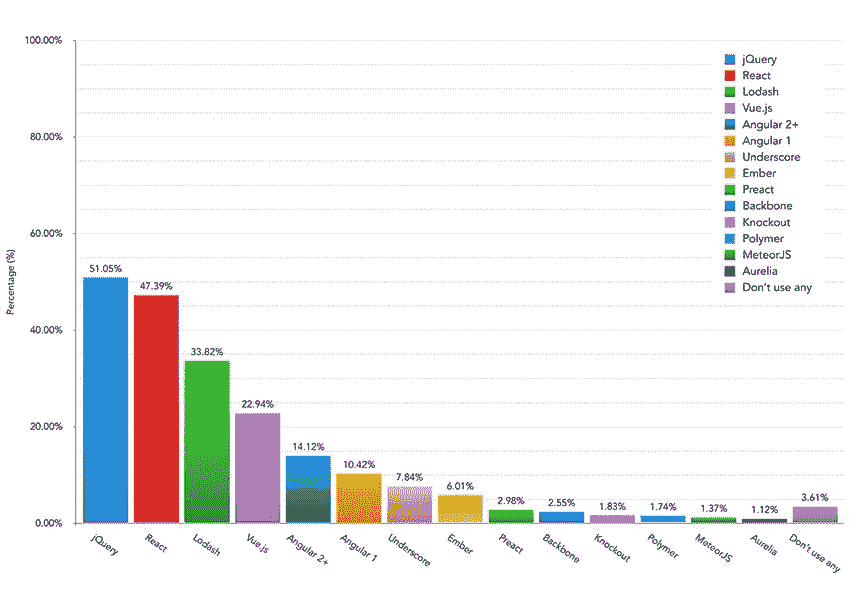 100.00%
80.00%
60.00%
40.00%
20.00%
0.00%
Percentage (%)
jQuery
React
Lodash
Vue.js
Angular 2+
Angular 1
Underscore
Ember
Preact
Backbone
Knockout
Polymer
MeteorJS
Aurelia
Don't use any
51.05%
47.39%
33.82%
22.94%
14.12%
10.42%
7.84%
6.01%
2.98%
2.55%
1.83%
1.74%
1.37%
1.12%
3.61%
jQuery
React
Lodash
Vue.js
Angular 2+
Angular 1
Underscore
Ember
Preact
Backbone
Knockout
Polymer
MeteorJS
Aurelia
Don't use any